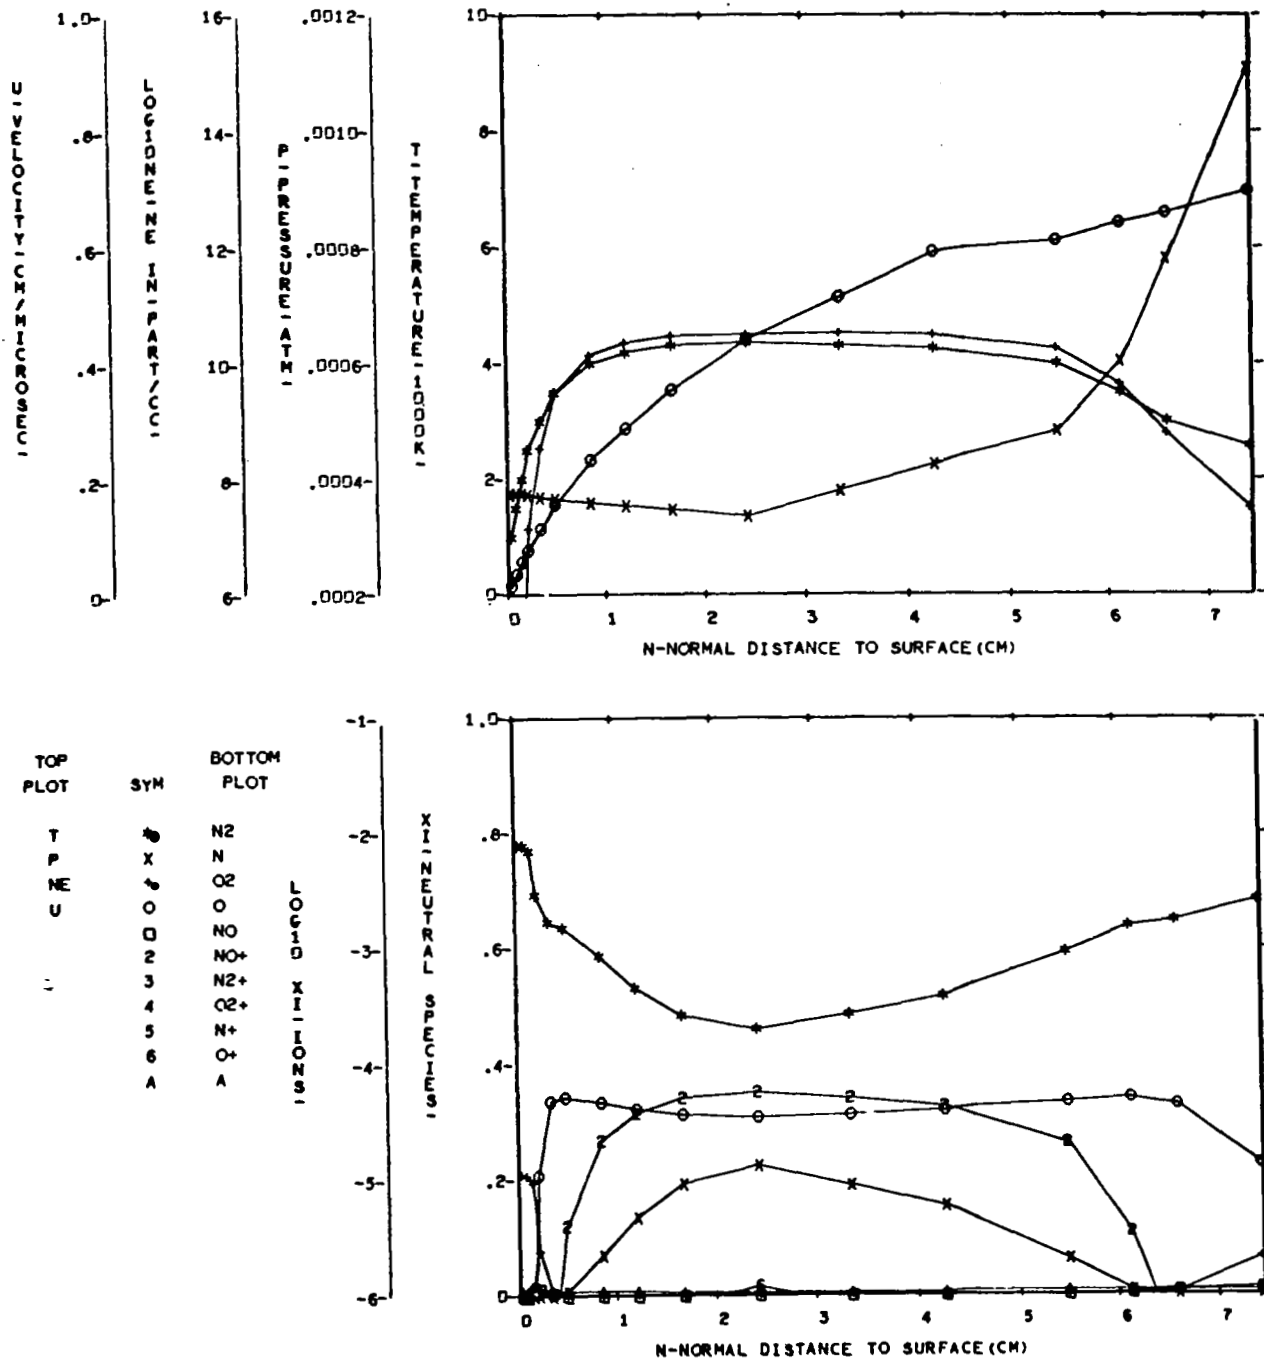 U-VELOCITY-CM/MICROSEC-
1.0-
.8-
.6-
.4-
.2-
0-
LOG10NE-NE IN-PART/CC-
16-
14-
12-
10-
8-
6-
P-PRESSURE-ATM-
.0012-
.0010-
.0008-
.0006-
.0004-
.0002-
T-TEMPERATURE-1000K-
10-
8-
6-
4-
2-
0-
0 1 2 3 4 5 6 7
N-NORMAL DISTANCE TO SURFACE(CM)
TOP PLOT SYM BOTTOM PLOT
T * N2
P X N
NE + O2
U O O
□ NO
2 NO+
3 N2+
4 O2+
5 N+
6 O+
A A
LOG10 XI-IONS-
-1-
-2-
-3-
-4-
-5-
-6-
XI-NEUTRAL SPECIES-
1.0
.8-
.6-
.4-
.2-
0-
0 1 2 3 4 5 6 7
N-NORMAL DISTANCE TO SURFACE(CM)